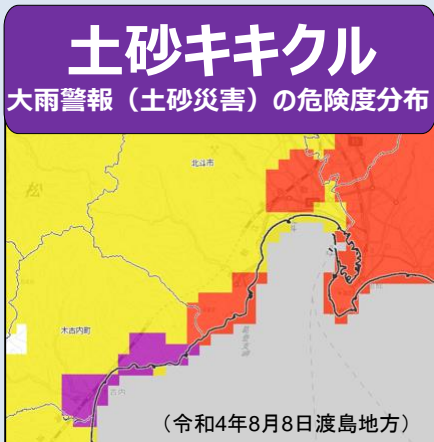 土砂キキクル
大雨警報（土砂災害）の危険度分布
北斗市
木古内町
（令和4年8月8日渡島地方）